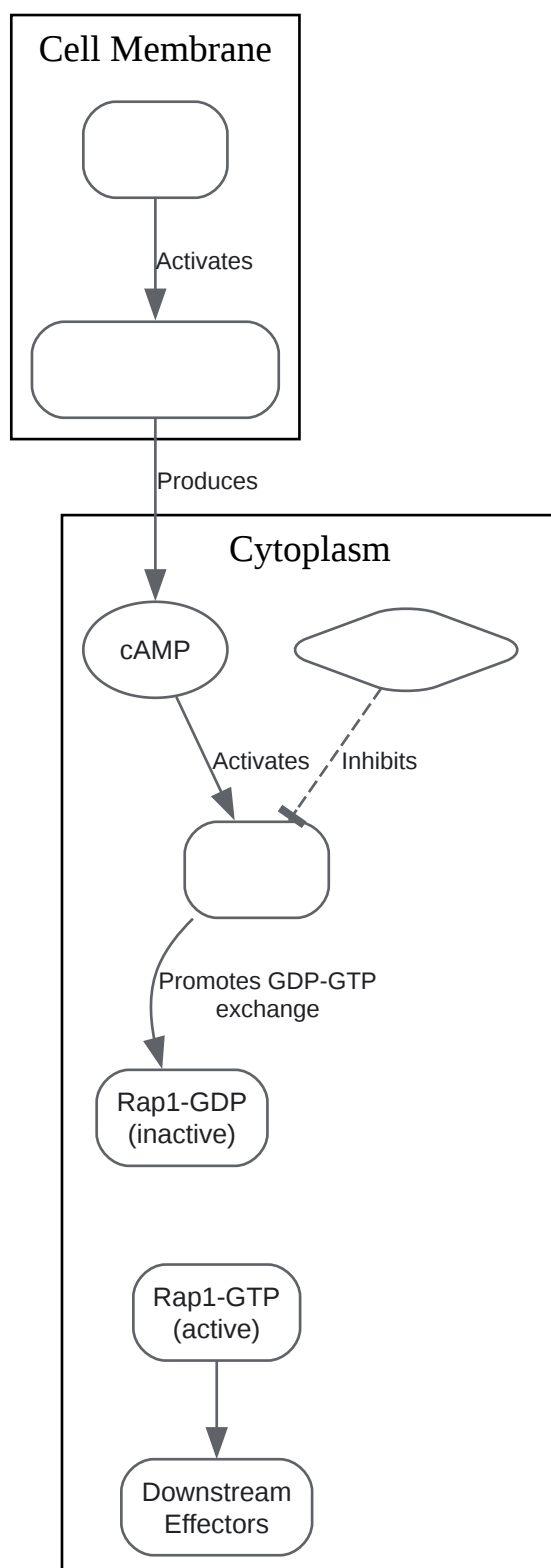 Cell Membrane
Activates
Produces
Cytoplasm
cAMP
Activates
Inhibits
Promotes GDP-GTP
exchange
Rap1-GDP
(inactive)
Rap1-GTP
(active)
Downstream
Effectors